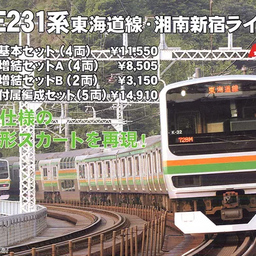 E231系 東海道線・湘南新宿ライ
基本セット(4両) ¥11,550
増結セットA(4両) ¥8,505
増結セットB(2両) ¥3,150
付属編成セット(5両) ¥14,910
仕様の
形スカートを再現!
東海道線
K-32